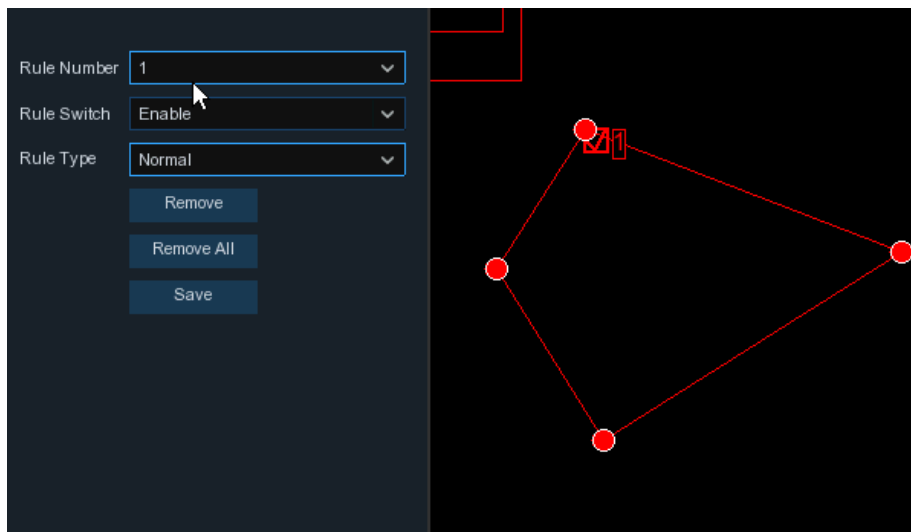 Rule Number 1
Rule Switch Enable
Rule Type Normal
Remove
Remove All
Save
1